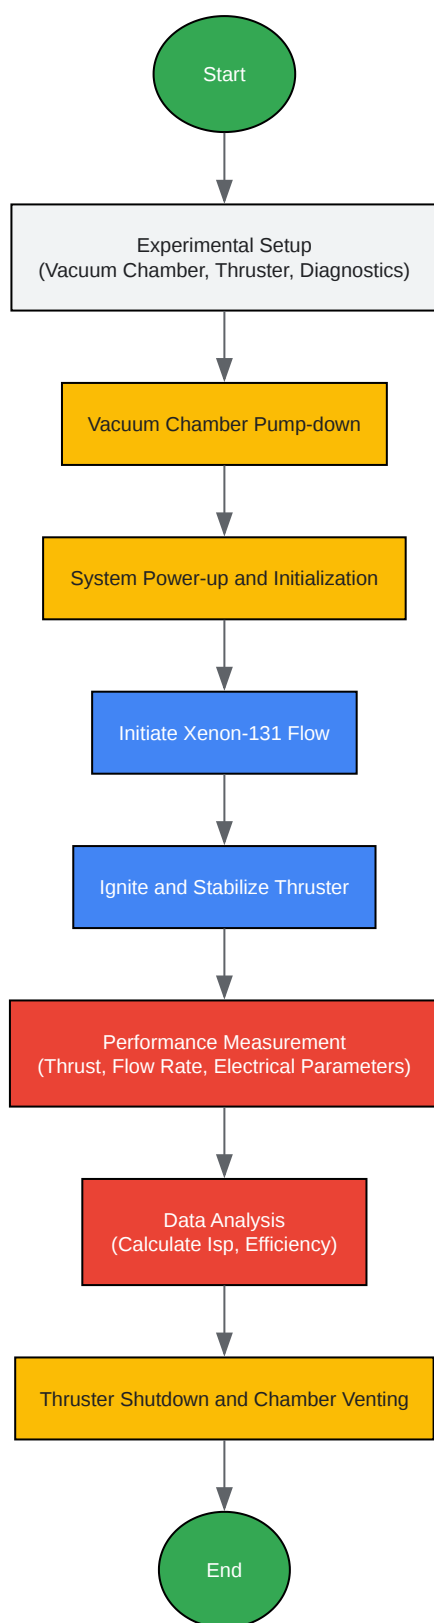 Start
Experimental Setup
(Vacuum Chamber, Thruster, Diagnostics)
Vacuum Chamber Pump-down
System Power-up and Initialization
Initiate Xenon-131 Flow
Ignite and Stabilize Thruster
Performance Measurement
(Thrust, Flow Rate, Electrical Parameters)
Data Analysis
(Calculate Isp, Efficiency)
Thruster Shutdown and Chamber Venting
End